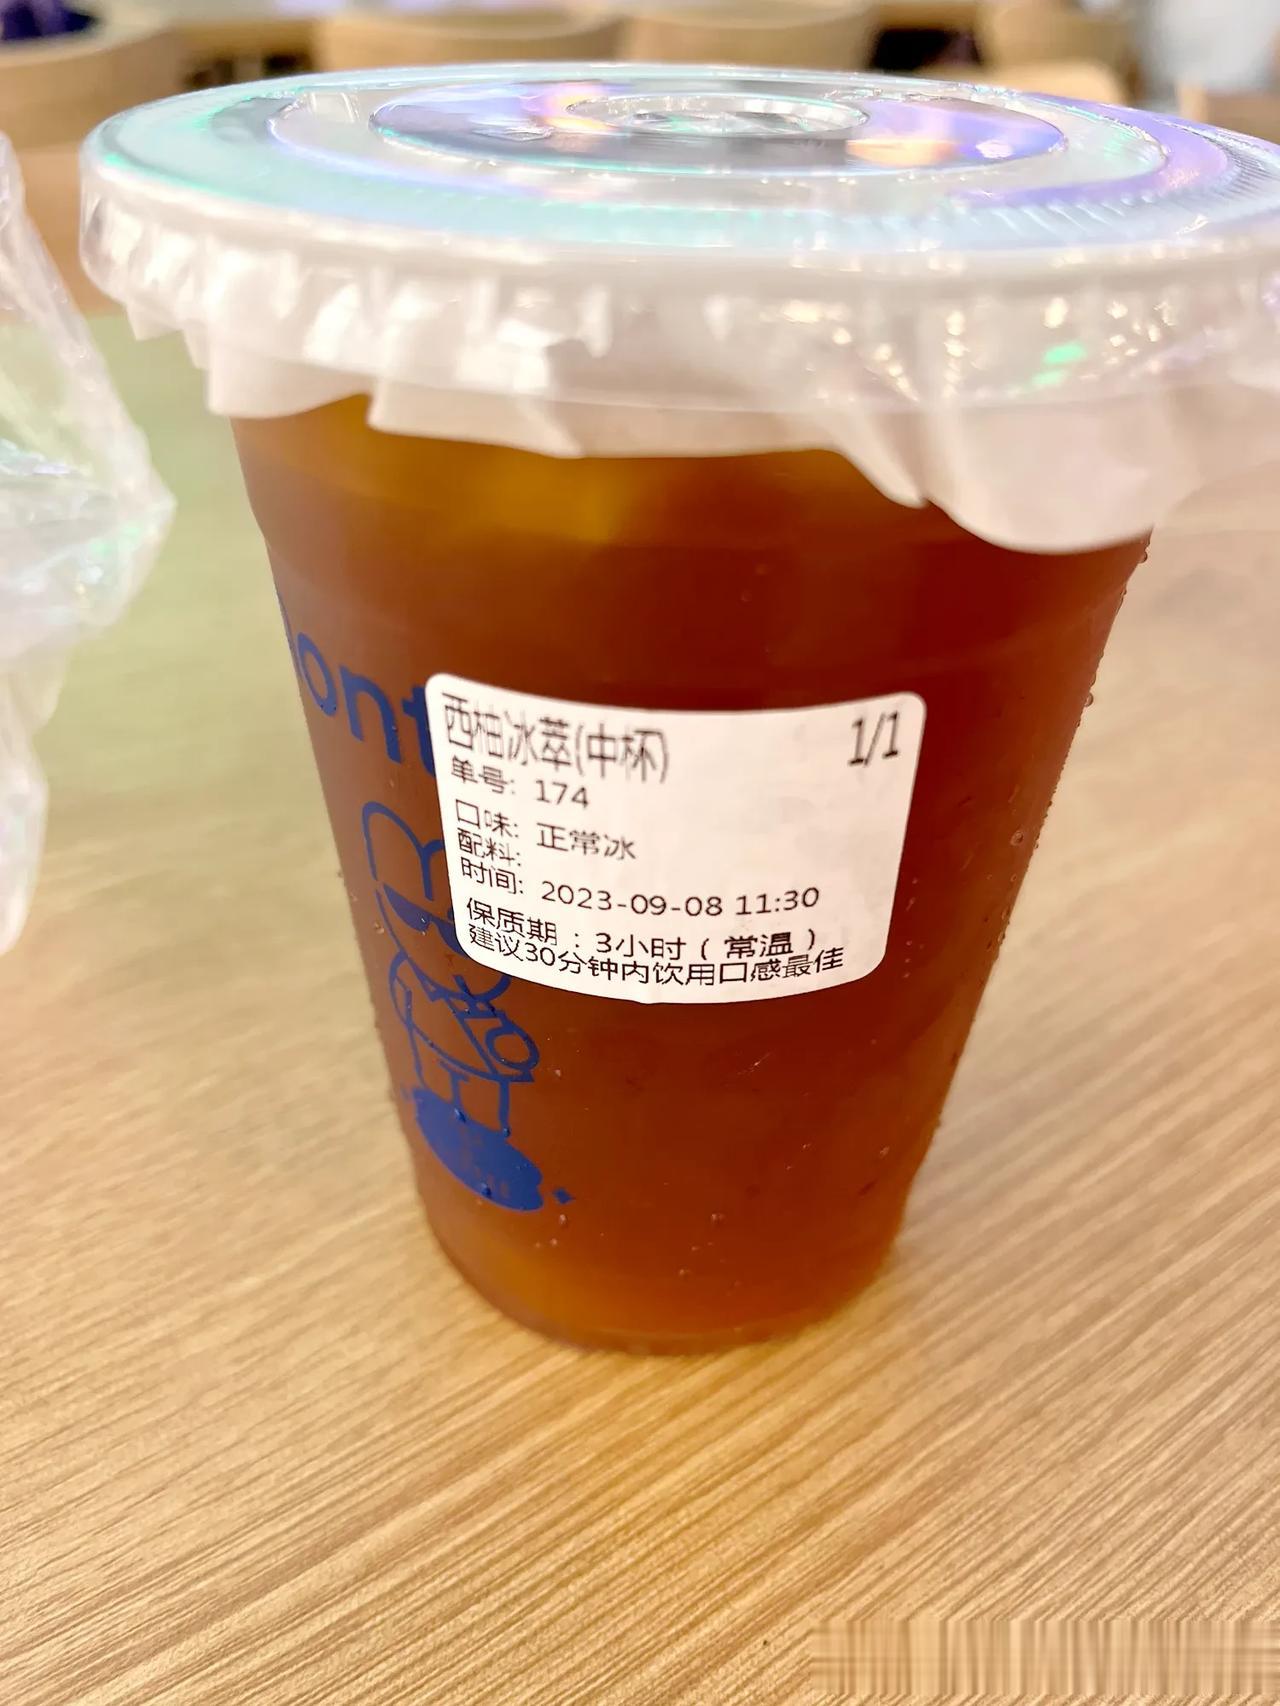 西柚冰萃(中杯) 1/1
单号: 174
口味: 正常冰
配料:
时间: 2023-09-08 11:30
保质期：3小时（常温）
建议30分钟内饮用口感最佳
ont